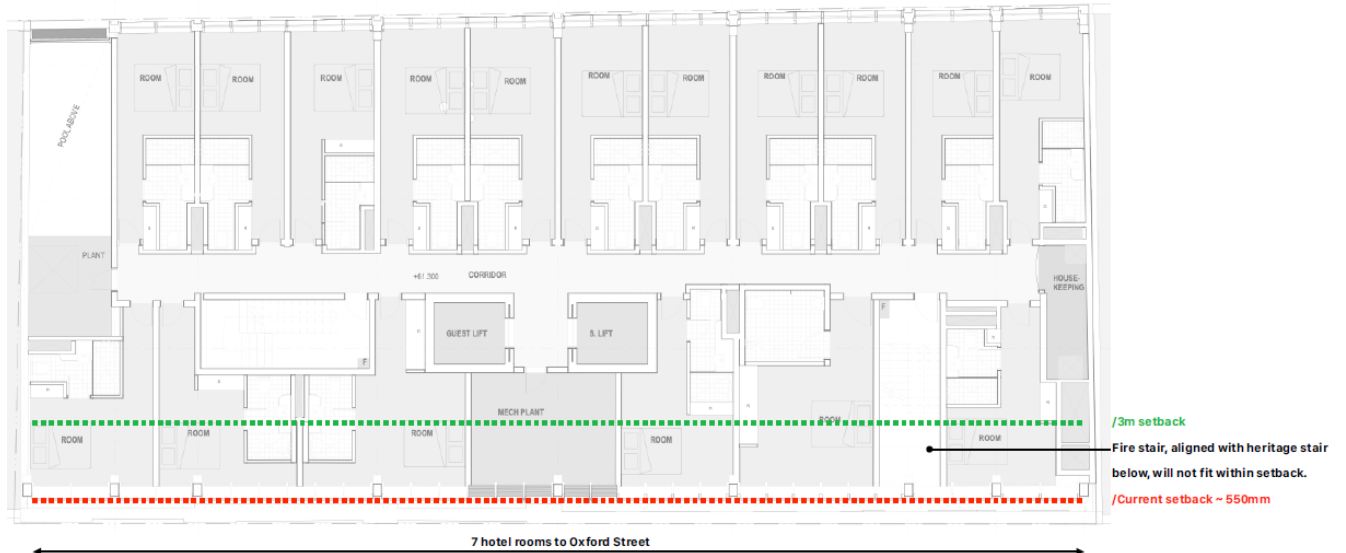 ROOM
ROOM
ROOM
ROOM
ROOM
ROOM
ROOM
ROOM
ROOM
ROOM
ROOM
POOL ABOVE
PLANT
+61.300
CORRIDOR
HOUSE-
KEEPING
GUEST LIFT
S. LIFT
F
F
MECH PLANT
ROOM
ROOM
ROOM
ROOM
ROOM
ROOM
/3m setback
Fire stair, aligned with heritage stair
below, will not fit within setback.
/Current setback ~ 550mm
7 hotel rooms to Oxford Street